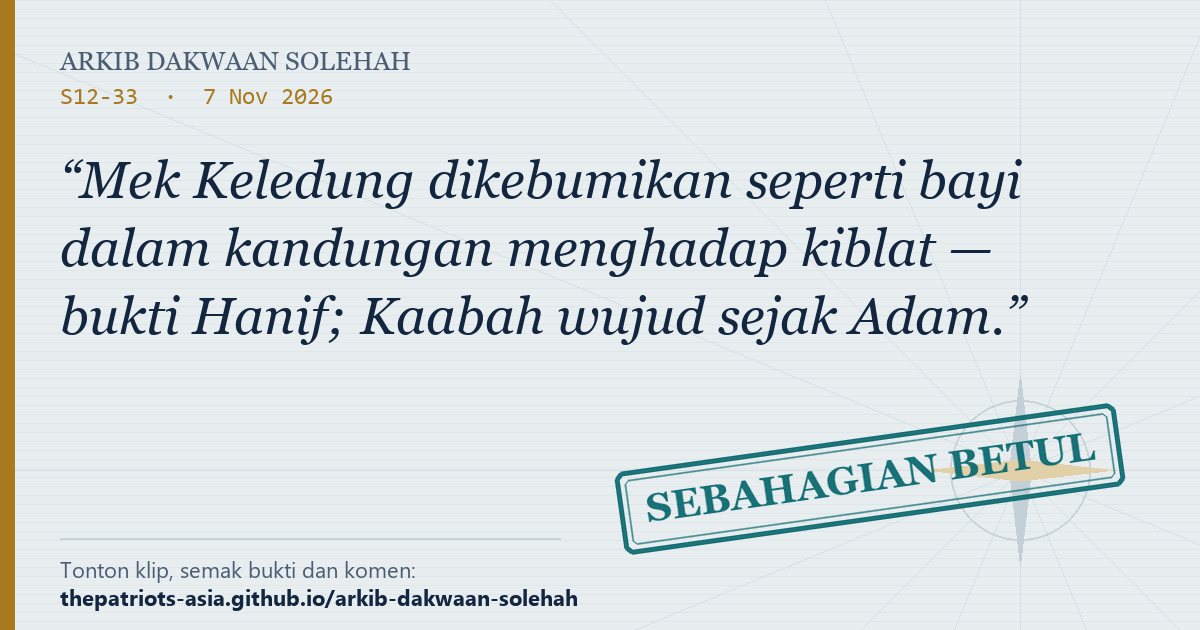 ARKIB DAKWAAN SOLEHAH
S12-33 · 7 Nov 2026
“Mek Keledung dikebumikan seperti bayi
dalam kandungan menghadap kiblat —
bukti Hanif; Kaabah wujud sejak Adam.”
SEBAHAGIAN BETUL
Tonton klip, semak bukti dan komen:
thepatriots-asia.github.io/arkib-dakwaan-solehah